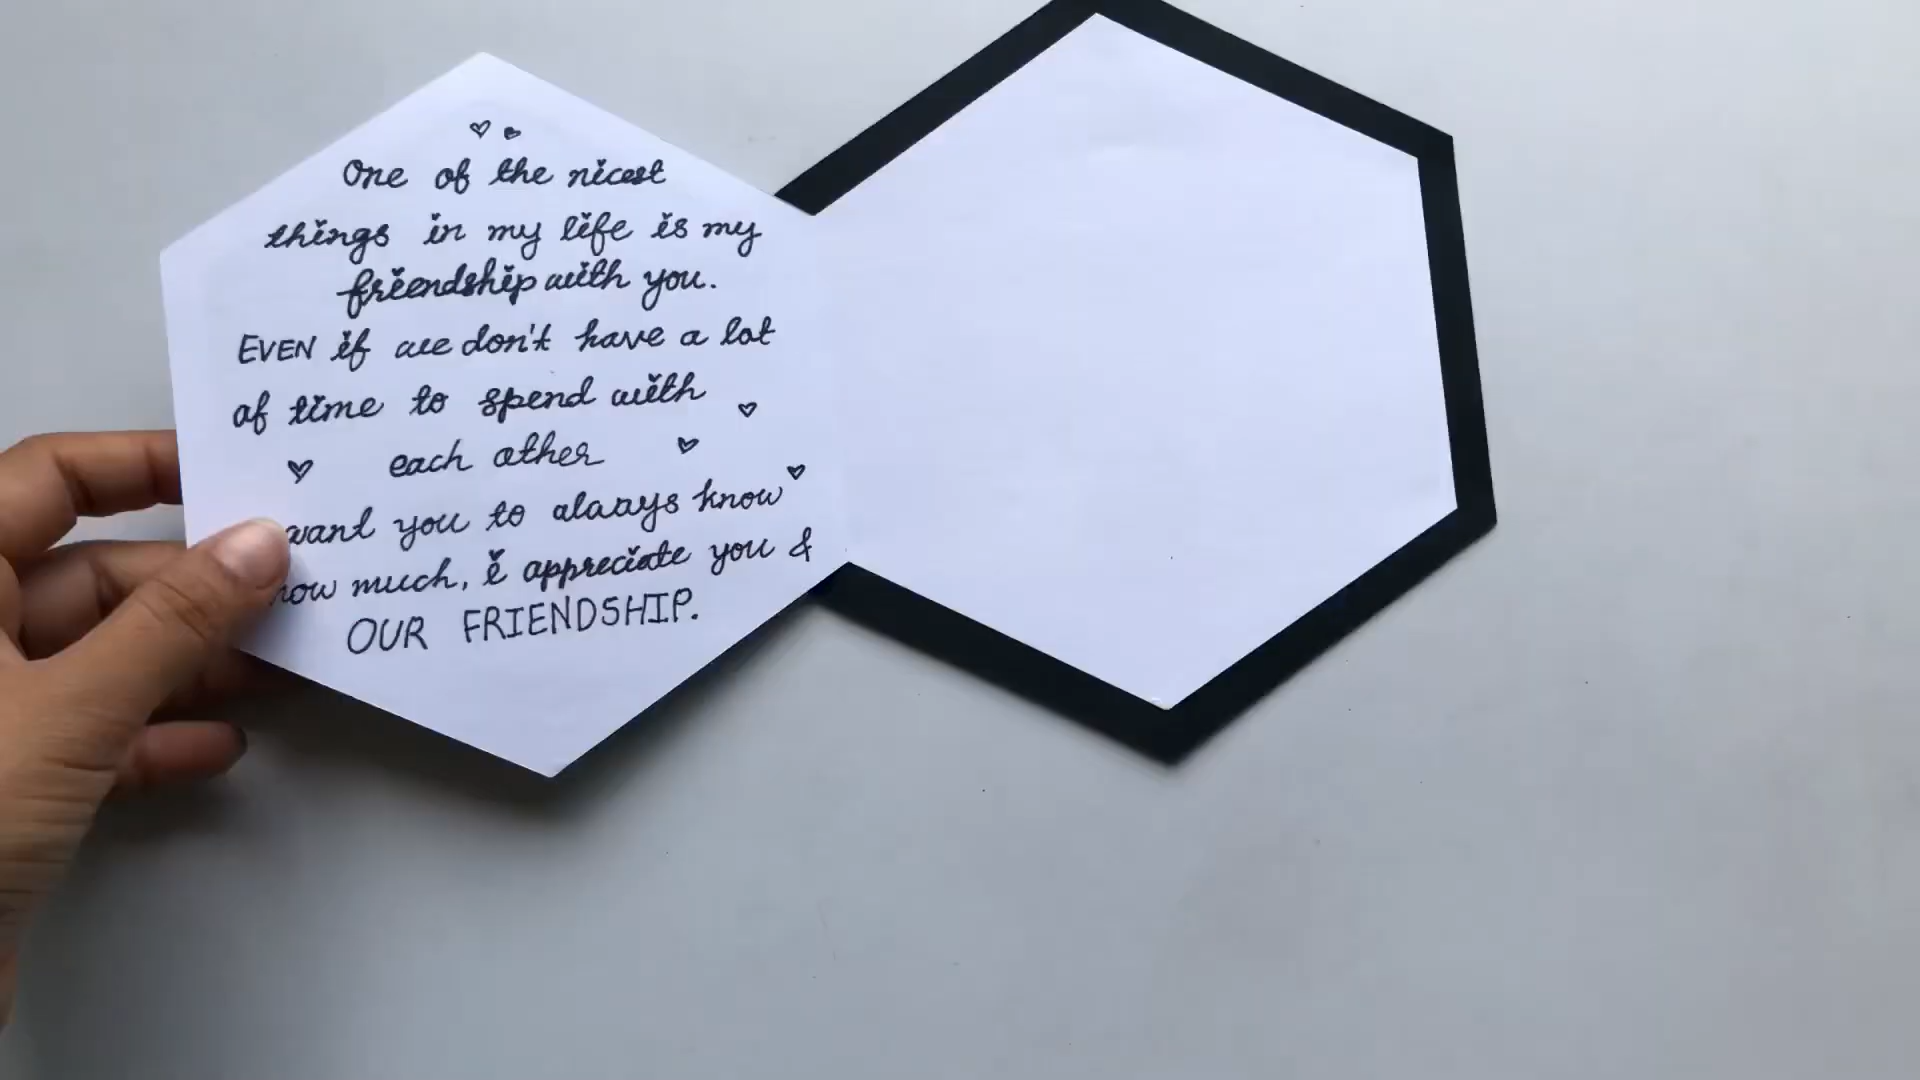 One of the nicest
things in my life is my
friendship with you.
EVEN if we don't have a lot
of time to spend with
each other
want you to always know
how much, i appreciate you &
OUR FRIENDSHIP.